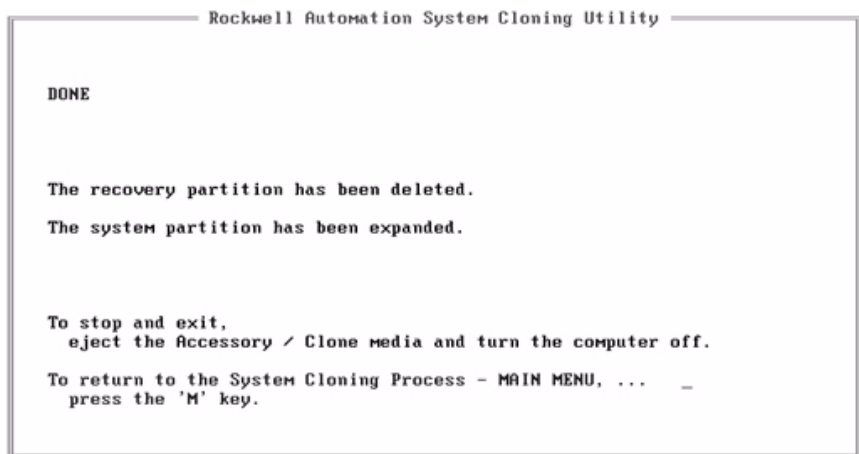 Rockwell Automation System Cloning Utility
DONE
The recovery partition has been deleted.
The system partition has been expanded.
To stop and exit,
eject the Accessory / Clone media and turn the computer off.
To return to the System Cloning Process - MAIN MENU, ... _
press the 'M' key.